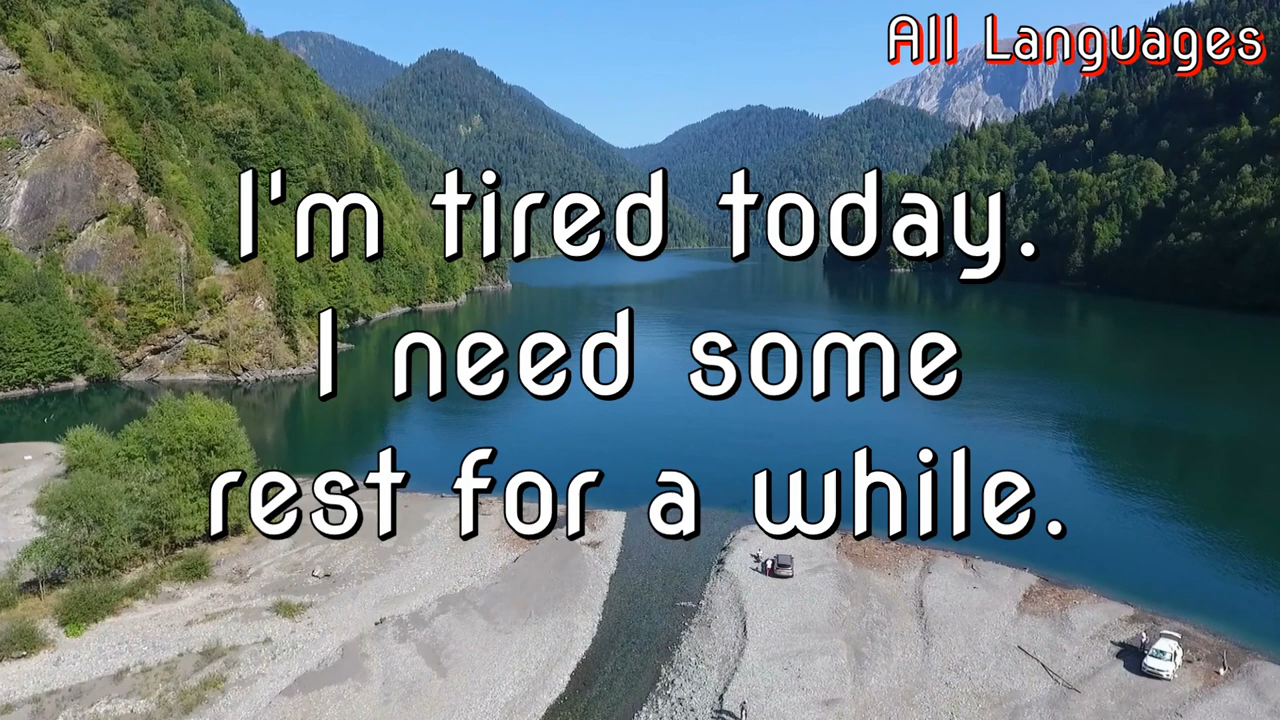 All Languages
I'm tired today.
I need some
rest for a while.